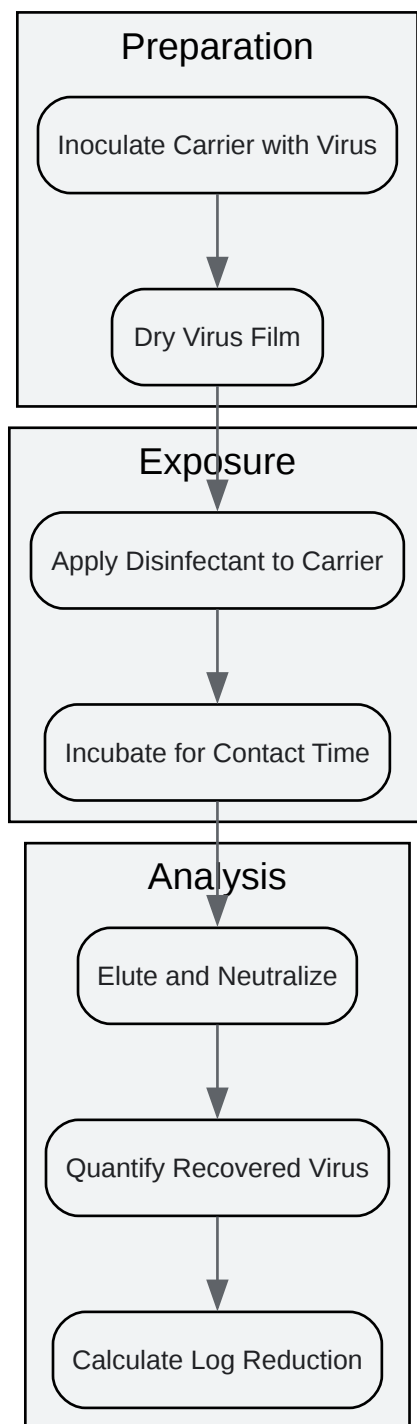 Preparation
Inoculate Carrier with Virus
Dry Virus Film
Exposure
Apply Disinfectant to Carrier
Incubate for Contact Time
Analysis
Elute and Neutralize
Quantify Recovered Virus
Calculate Log Reduction